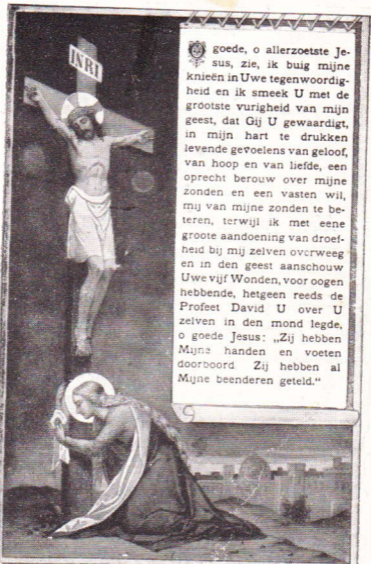 INRI
O goede, o allerzoetste Je-
sus, zie, ik buig mijne
knieën in Uwe tegenwoordig-
heid en ik smeek U met de
grootste vurigheid van mijn
geest, dat Gij U gewaardigt,
in mijn hart te drukken
levende gevoelens van geloof,
van hoop en van liefde, een
oprecht berouw over mijne
zonden en een vasten wil,
mij van mijne zonden te be-
teren, terwijl ik met eene
groote aandoening van droef-
heid bij mij zelven overweeg
en in den geest aanschouw
Uwe vijf Wonden, voor oogen
hebbende, hetgeen reeds de
Profeet David U over U
zelven in den mond legde,
o goede Jesus: „Zij hebben
Mijne handen en voeten
doorboord Zij hebben al
Mijne beenderen geteld."